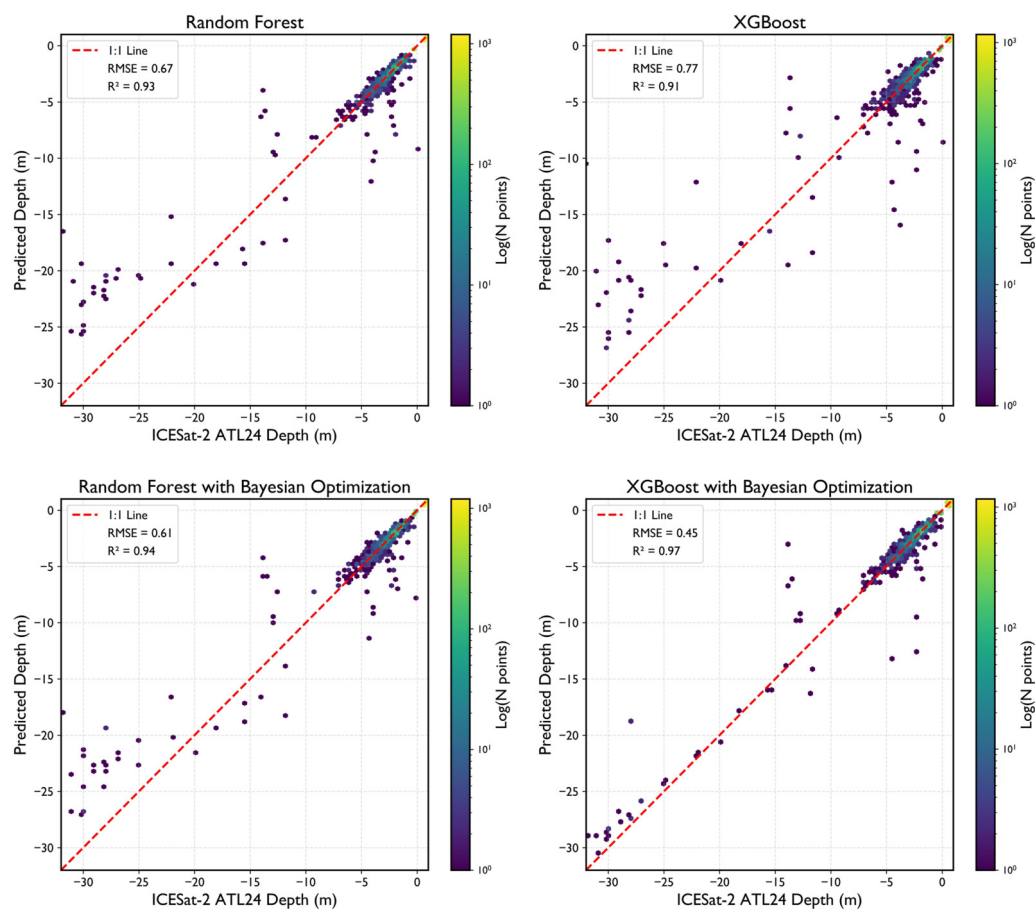 Random Forest
1:1 Line
RMSE = 0.67
R² = 0.93
Predicted Depth (m)
0
−5
−10
−15
−20
−25
−30
−30 −25 −20 −15 −10 −5 0
ICESat-2 ATL24 Depth (m)
10³
10²
10¹
10⁰
Log(N points)
XGBoost
1:1 Line
RMSE = 0.77
R² = 0.91
Predicted Depth (m)
0
−5
−10
−15
−20
−25
−30
−30 −25 −20 −15 −10 −5 0
ICESat-2 ATL24 Depth (m)
10³
10²
10¹
10⁰
Log(N points)
Random Forest with Bayesian Optimization
1:1 Line
RMSE = 0.61
R² = 0.94
Predicted Depth (m)
0
−5
−10
−15
−20
−25
−30
−30 −25 −20 −15 −10 −5 0
ICESat-2 ATL24 Depth (m)
10³
10²
10¹
10⁰
Log(N points)
XGBoost with Bayesian Optimization
1:1 Line
RMSE = 0.45
R² = 0.97
Predicted Depth (m)
0
−5
−10
−15
−20
−25
−30
−30 −25 −20 −15 −10 −5 0
ICESat-2 ATL24 Depth (m)
10³
10²
10¹
10⁰
Log(N points)